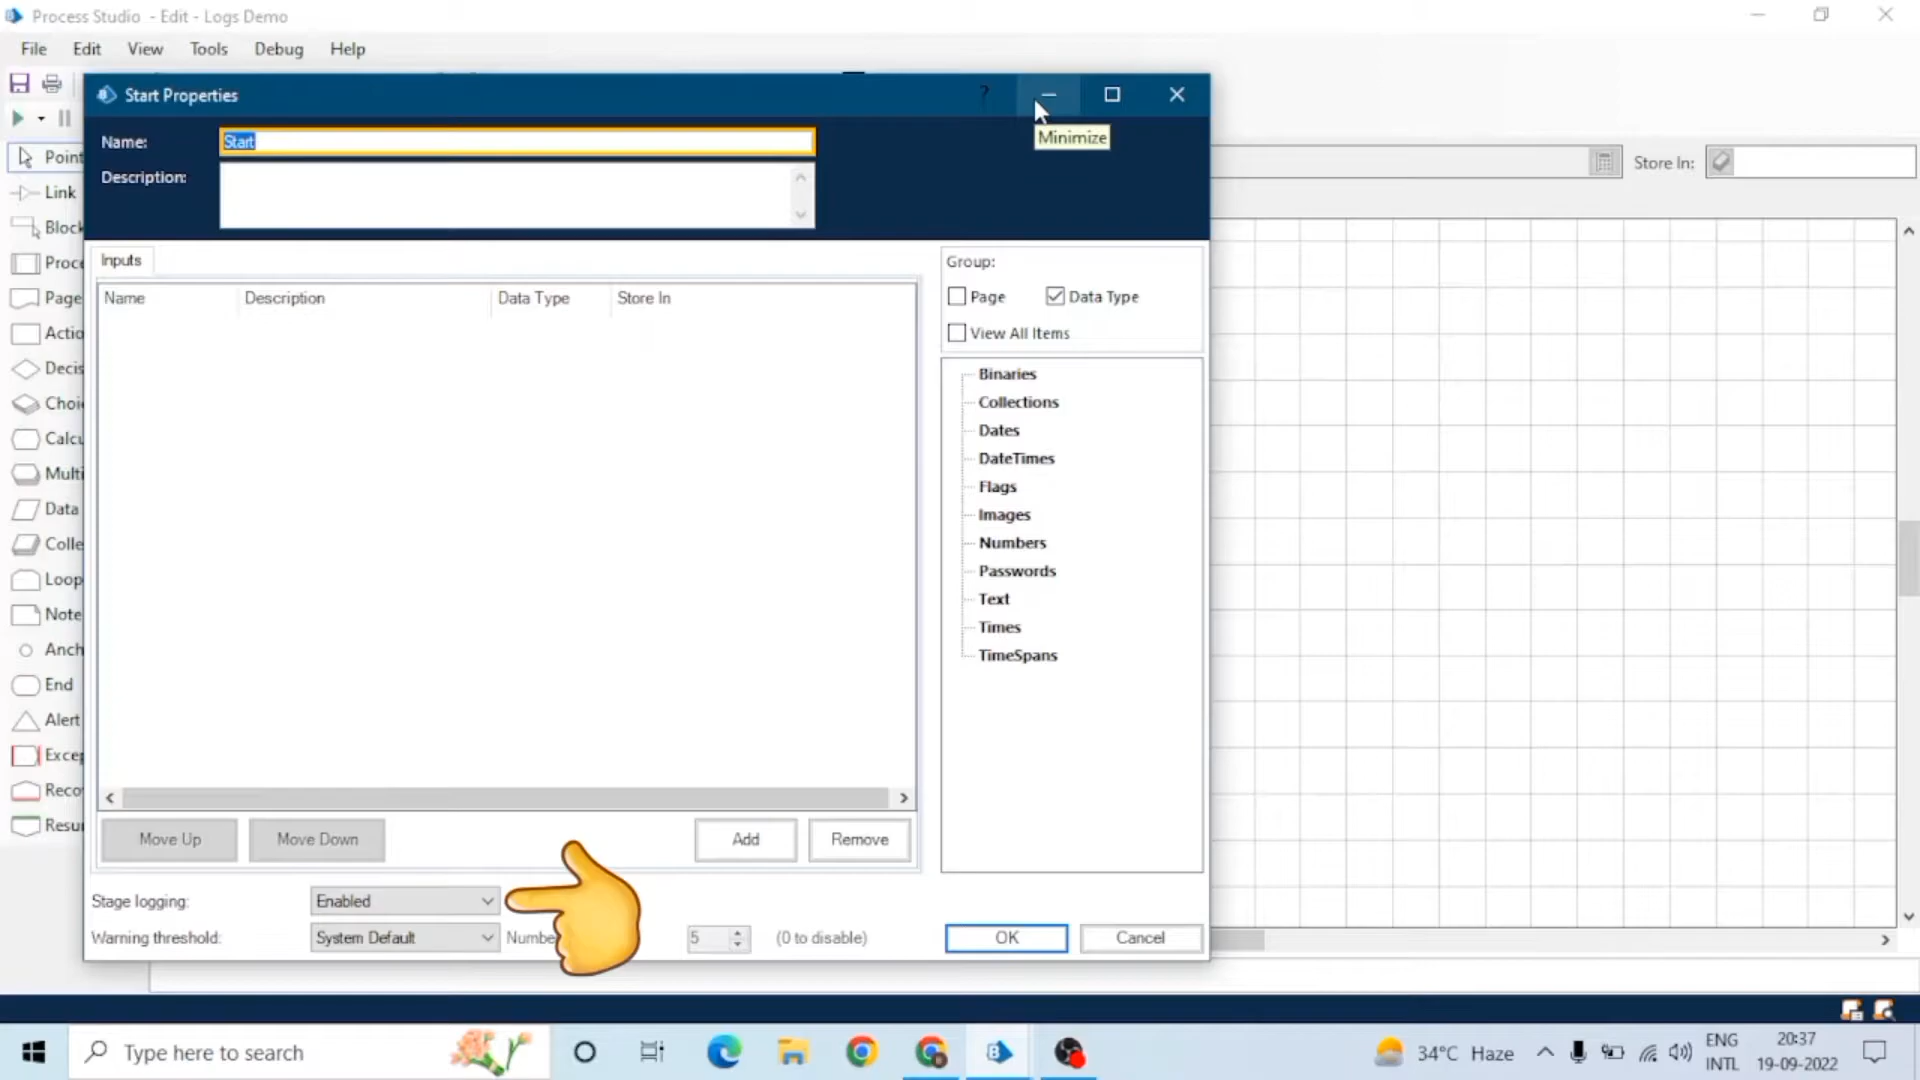 Process Studio - Edit - Logs Demo
File Edit View Tools Debug Help
Start Properties
?
Minimize
Name: Start
Description:
Store In:
Point
Link
Block
Proce
Page
Actio
Decis
Choi
Calcu
Multi
Data
Colle
Loop
Note
Anch
End
Alert
Excep
Reco
Resu
Inputs
Name Description Data Type Store In
Group:
Page Data Type
View All Items
Binaries
Collections
Dates
DateTimes
Flags
Images
Numbers
Passwords
Text
Times
TimeSpans
Move Up Move Down Add Remove
Stage logging: Enabled
Warning threshold: System Default Numbe 5 (0 to disable)
OK Cancel
Type here to search
34°C Haze
ENG
INTL
20:37
19-09-2022